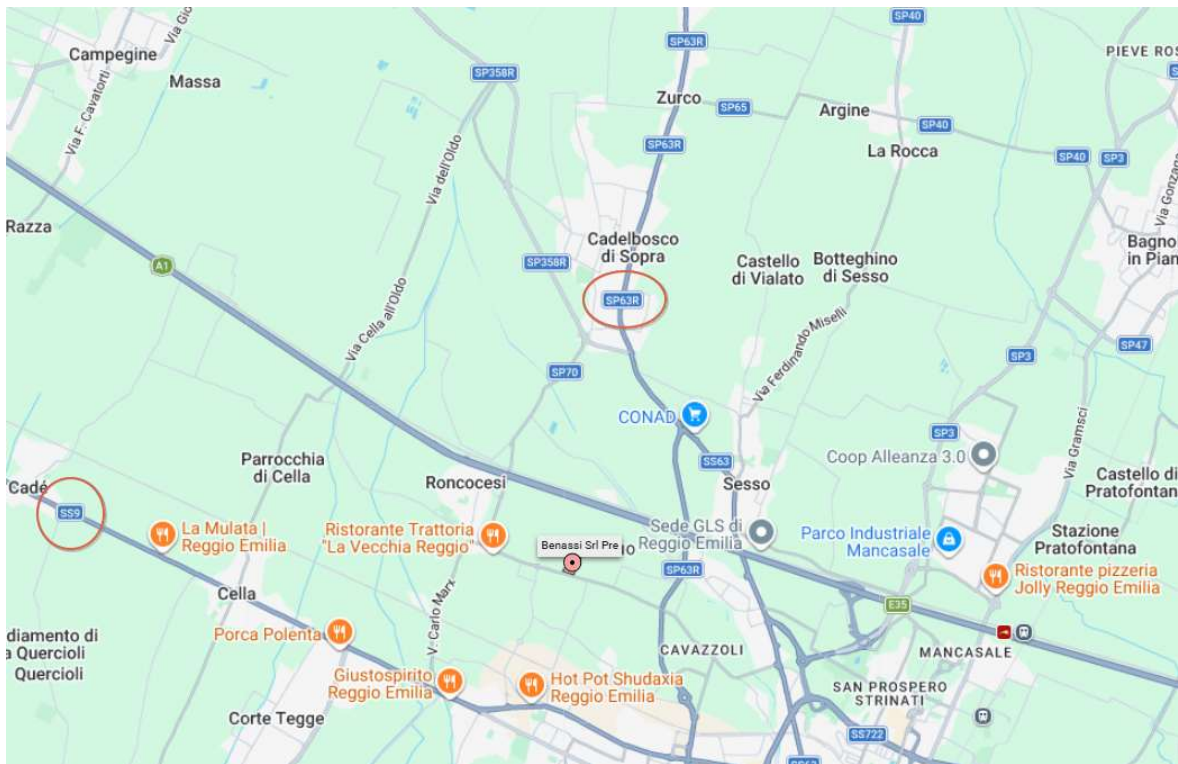 SP40
Campegine
Via Gio
SP63R
PIEVE ROS
Massa
SP358R
Zurco
SP65
Argine
SP40
Via F. Cavatorti
SP63R
La Rocca
SP40
SP3
Via dell'Oldo
Via Gonzaga
Razza
Cadelbosco
di Sopra
Castello
di Vialato
Botteghino
di Sesso
Bagno
in Pian
A1
SP358R
SP63R
Via Cella all'Oldo
Via Ferdinando Miselli
SP3
SP47
SP70
CONAD
Via Gramsci
SP3
Parrocchia
di Cella
Coop Alleanza 3.0
SS63
Cadé
Roncocesi
Sesso
Castello di
Pratofontan
SS9
La Mulata |
Reggio Emilia
Ristorante Trattoria
"La Vecchia Reggio"
Sede GLS di
Reggio Emilia
Parco Industriale
Mancasale
Stazione
Pratofontana
Benassi Srl Pre
io
SP63R
Ristorante pizzeria
Jolly Reggio Emilia
Cella
V. Carlo Marx
E35
diamento di
a Quercioli
Quercioli
Porca Polenta
CAVAZZOLI
MANCASALE
Giustospirito
Reggio Emilia
Hot Pot Shudaxia
Reggio Emilia
SAN PROSPERO
STRINATI
Corte Tegge
SS722
SS63